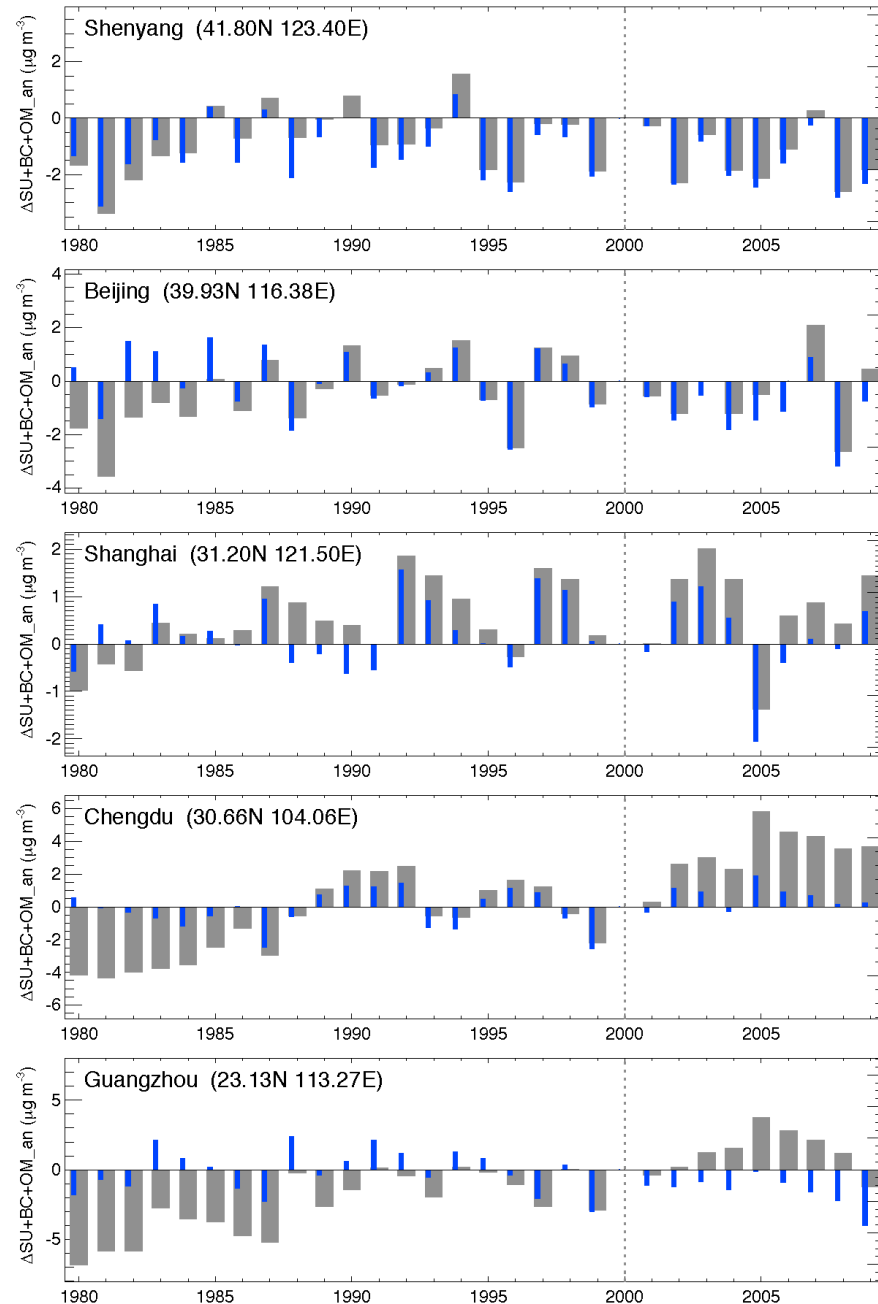 Shenyang (41.80N 123.40E)
ΔSU+BC+OM_an (μg m⁻³)
2
0
-2
1980 1985 1990 1995 2000 2005
Beijing (39.93N 116.38E)
ΔSU+BC+OM_an (μg m⁻³)
4
2
0
-2
-4
1980 1985 1990 1995 2000 2005
Shanghai (31.20N 121.50E)
ΔSU+BC+OM_an (μg m⁻³)
2
1
0
-1
-2
1980 1985 1990 1995 2000 2005
Chengdu (30.66N 104.06E)
ΔSU+BC+OM_an (μg m⁻³)
6
4
2
0
-2
-4
-6
1980 1985 1990 1995 2000 2005
Guangzhou (23.13N 113.27E)
ΔSU+BC+OM_an (μg m⁻³)
5
0
-5
1980 1985 1990 1995 2000 2005